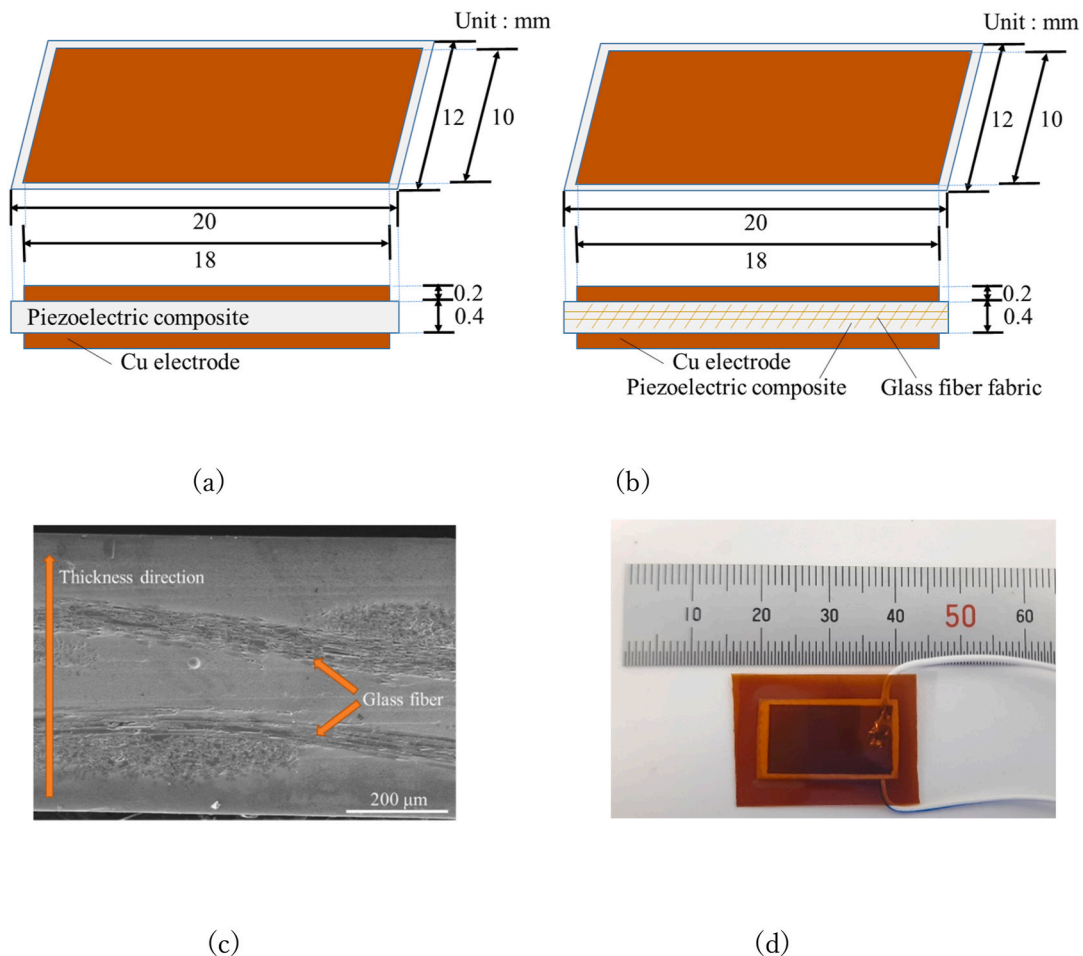 Unit : mm
12
10
20
18
0.2
0.4
Piezoelectric composite
Cu electrode
(a)
Unit : mm
12
10
20
18
0.2
0.4
Cu electrode
Piezoelectric composite
Glass fiber fabric
(b)
Thickness direction
Glass fiber
200 μm
(c)
10 20 30 40 50 60
(d)